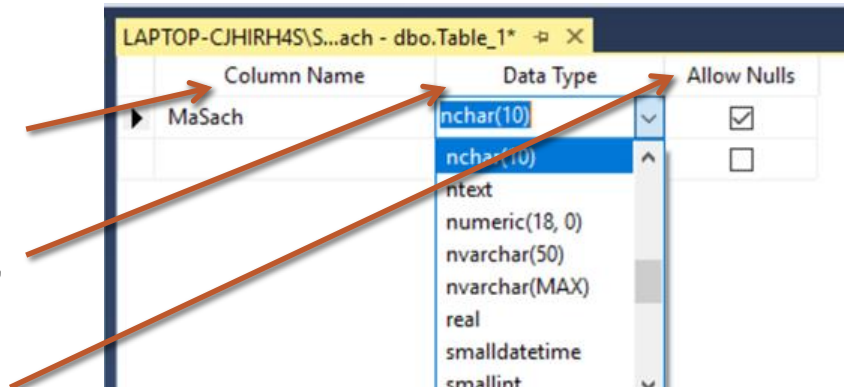 LAPTOP-CJHIRH4S\S...ach - dbo.Table_1*
Column Name Data Type Allow Nulls
MaSach nchar(10)
nchar(10)
ntext
numeric(18, 0)
nvarchar(50)
nvarchar(MAX)
real
smalldatetime
smallint